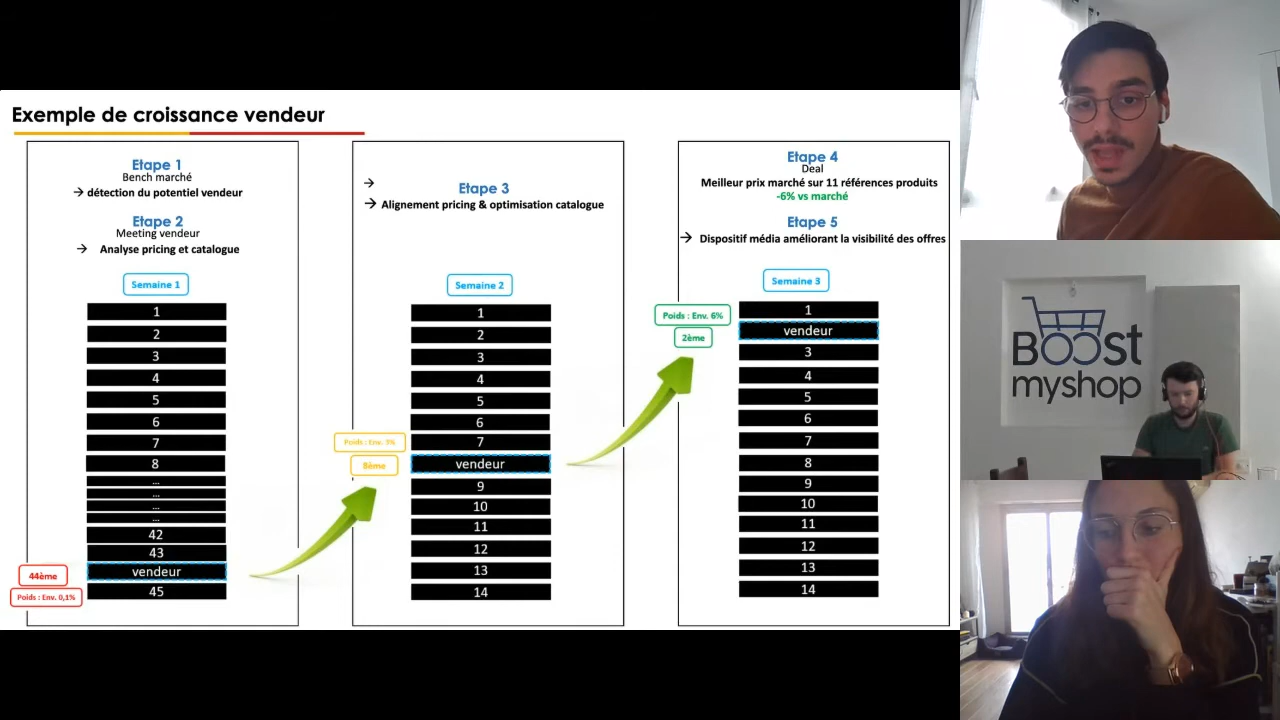 Exemple de croissance vendeur
Etape 1
Bench marché
→ détection du potentiel vendeur
Etape 2
Meeting vendeur
→ Analyse pricing et catalogue
Semaine 1
1
2
3
4
5
6
7
8
...
...
...
...
42
43
vendeur
45
44ème
Poids : Env. 0,1%
→
Etape 3
→ Alignement pricing & optimisation catalogue
Semaine 2
1
2
3
4
5
6
7
vendeur
9
10
11
12
13
14
Poids : Env.
8ème
Etape 4
Deal
Meilleur prix marché sur 11 références produits
-6% vs marché
Etape 5
→ Dispositif média améliorant la visibilité des offres
Semaine 3
1
vendeur
3
4
5
6
7
8
9
10
11
12
13
14
Poids : Env. 6%
2ème
BOOst
myshop